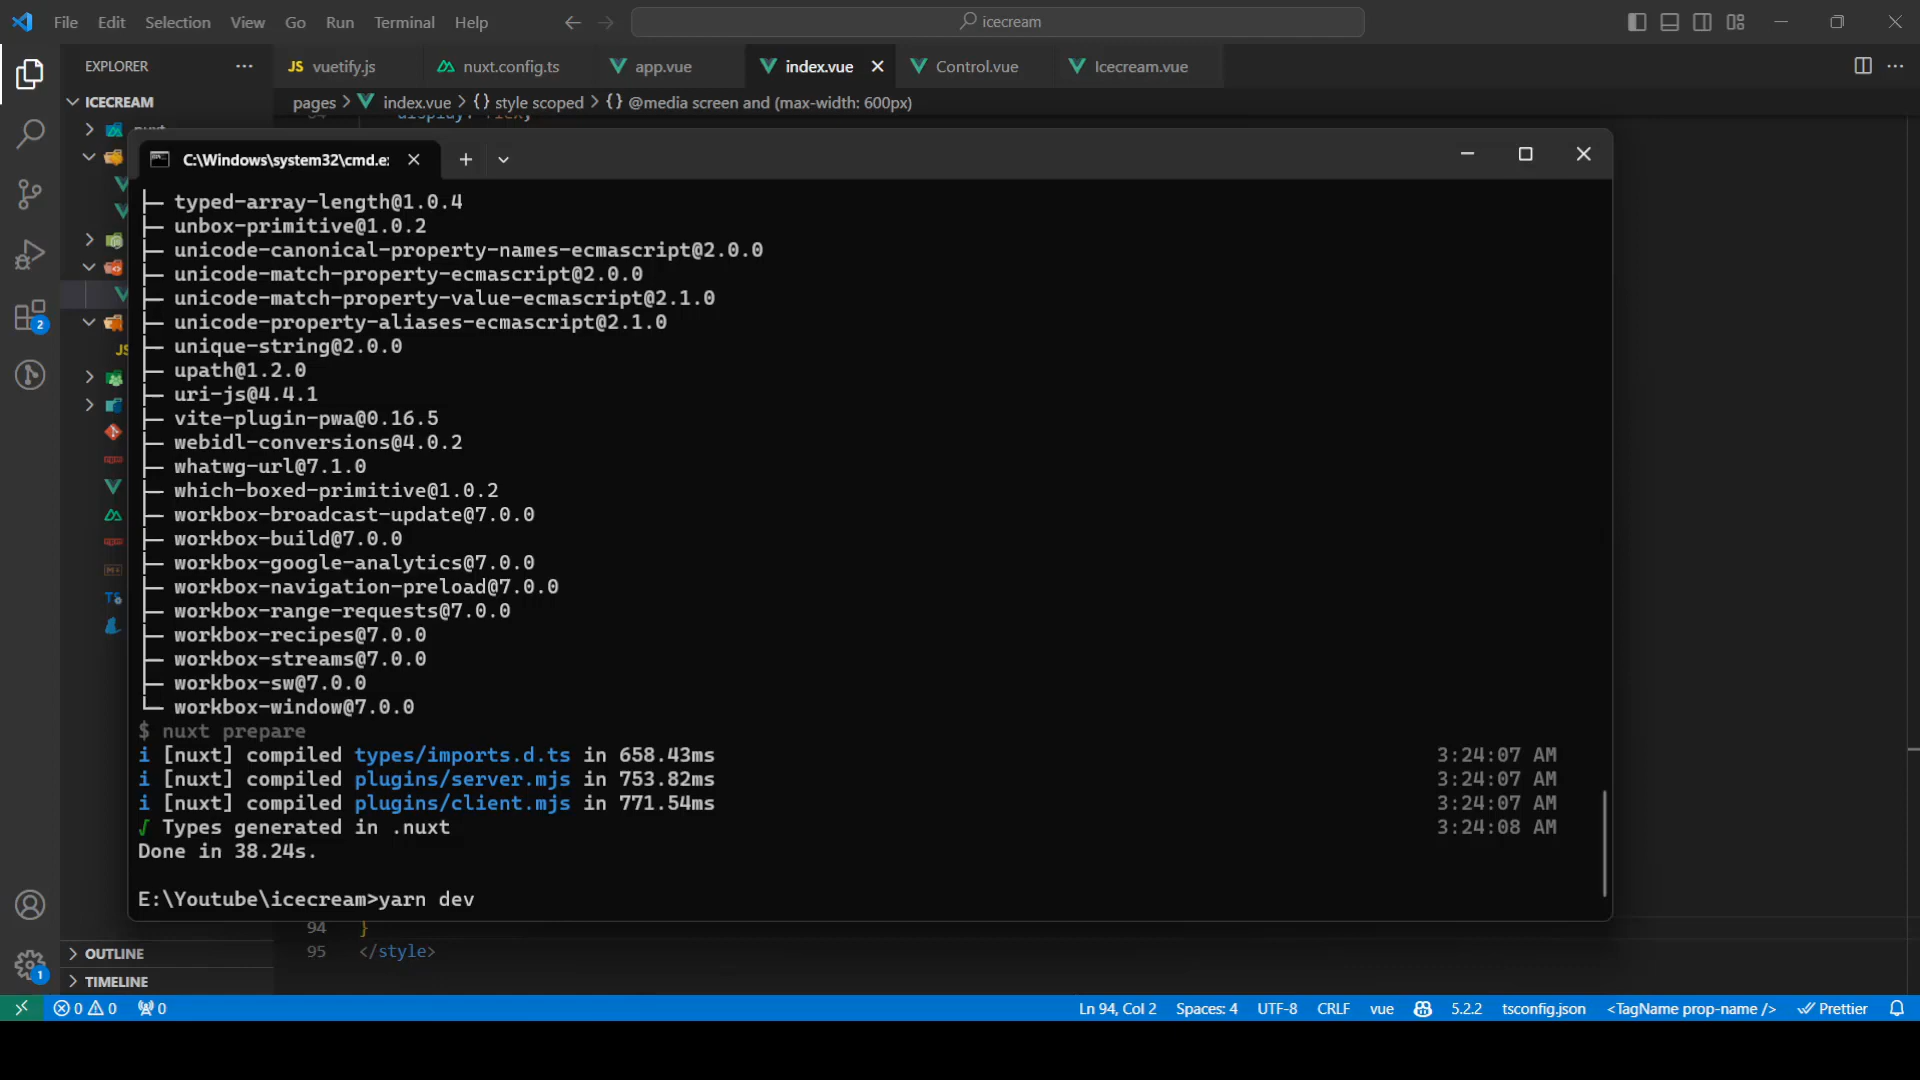 File Edit Selection View Go Run Terminal Help
icecream
EXPLORER
JS vuetify.js
nuxt.config.ts
app.vue
index.vue
Control.vue
Icecream.vue
ICECREAM
pages > index.vue > {} style scoped > {} @media screen and (max-width: 600px)
C:\Windows\system32\cmd.e
├─ typed-array-length@1.0.4
├─ unbox-primitive@1.0.2
├─ unicode-canonical-property-names-ecmascript@2.0.0
├─ unicode-match-property-ecmascript@2.0.0
├─ unicode-match-property-value-ecmascript@2.1.0
├─ unicode-property-aliases-ecmascript@2.1.0
├─ unique-string@2.0.0
├─ upath@1.2.0
├─ uri-js@4.4.1
├─ vite-plugin-pwa@0.16.5
├─ webidl-conversions@4.0.2
├─ whatwg-url@7.1.0
├─ which-boxed-primitive@1.0.2
├─ workbox-broadcast-update@7.0.0
├─ workbox-build@7.0.0
├─ workbox-google-analytics@7.0.0
├─ workbox-navigation-preload@7.0.0
├─ workbox-range-requests@7.0.0
├─ workbox-recipes@7.0.0
├─ workbox-streams@7.0.0
├─ workbox-sw@7.0.0
└─ workbox-window@7.0.0
$ nuxt prepare
i [nuxt] compiled types/imports.d.ts in 658.43ms 3:24:07 AM
i [nuxt] compiled plugins/server.mjs in 753.82ms 3:24:07 AM
i [nuxt] compiled plugins/client.mjs in 771.54ms 3:24:07 AM
√ Types generated in .nuxt 3:24:08 AM
Done in 38.24s.
E:\Youtube\icecream>yarn dev
94 }
95 </style>
OUTLINE
TIMELINE
2
1
0 0 0
Ln 94, Col 2 Spaces: 4 UTF-8 CRLF vue 5.2.2 tsconfig.json <TagName prop-name /> Prettier